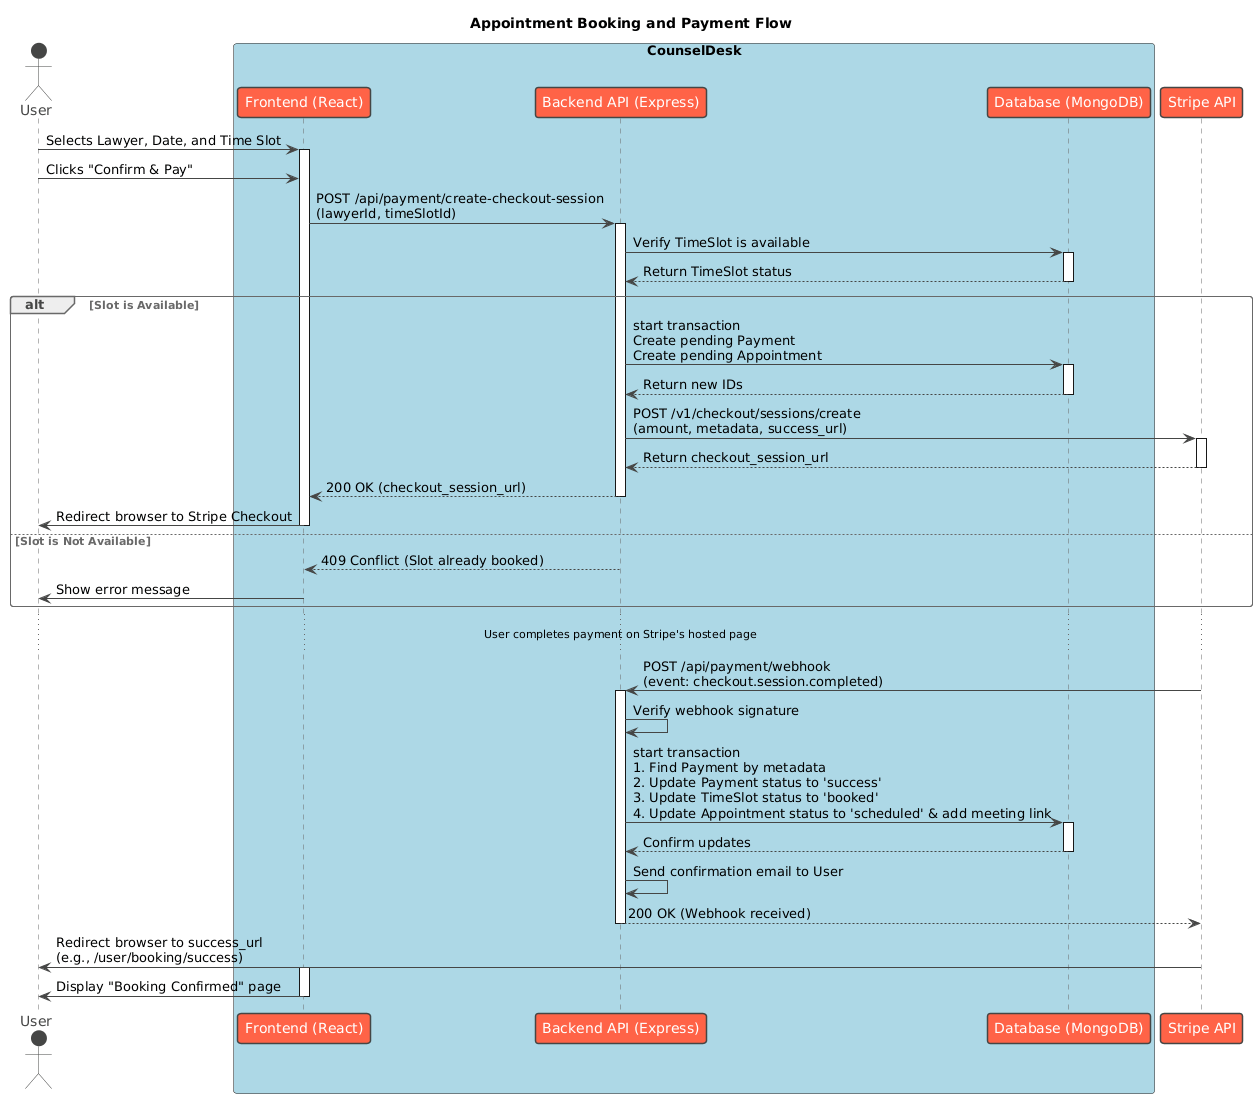 Appointment Booking and Payment Flow
CounselDesk
User
Frontend (React)
Backend API (Express)
Database (MongoDB)
Stripe API
Selects Lawyer, Date, and Time Slot
Clicks "Confirm & Pay"
POST /api/payment/create-checkout-session
(lawyerId, timeSlotId)
Verify TimeSlot is available
Return TimeSlot status
alt
[Slot is Available]
start transaction
Create pending Payment
Create pending Appointment
Return new IDs
POST /v1/checkout/sessions/create
(amount, metadata, success_url)
Return checkout_session_url
200 OK (checkout_session_url)
Redirect browser to Stripe Checkout
[Slot is Not Available]
409 Conflict (Slot already booked)
Show error message
User completes payment on Stripe's hosted page
POST /api/payment/webhook
(event: checkout.session.completed)
Verify webhook signature
start transaction
1. Find Payment by metadata
2. Update Payment status to 'success'
3. Update TimeSlot status to 'booked'
4. Update Appointment status to 'scheduled' & add meeting link
Confirm updates
Send confirmation email to User
200 OK (Webhook received)
Redirect browser to success_url
(e.g., /user/booking/success)
Display "Booking Confirmed" page
User
Frontend (React)
Backend API (Express)
Database (MongoDB)
Stripe API